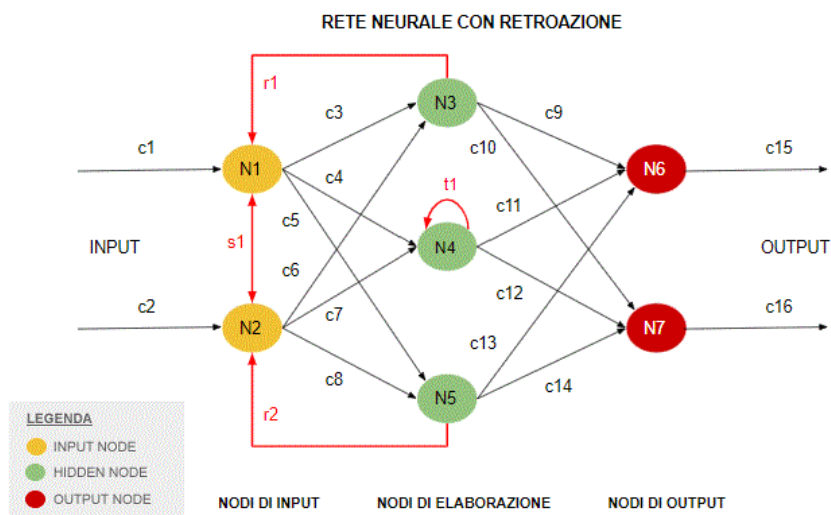 RETE NEURALE CON RETROAZIONE
r1
N3
c3
c9
c1
c10
c15
N1
c4
t1
N6
c11
c5
INPUT
s1
N4
OUTPUT
c6
c12
c2
c7
c16
N2
N7
c13
c8
c14
r2
N5
LEGENDA
INPUT NODE
HIDDEN NODE
OUTPUT NODE
NODI DI INPUT
NODI DI ELABORAZIONE
NODI DI OUTPUT